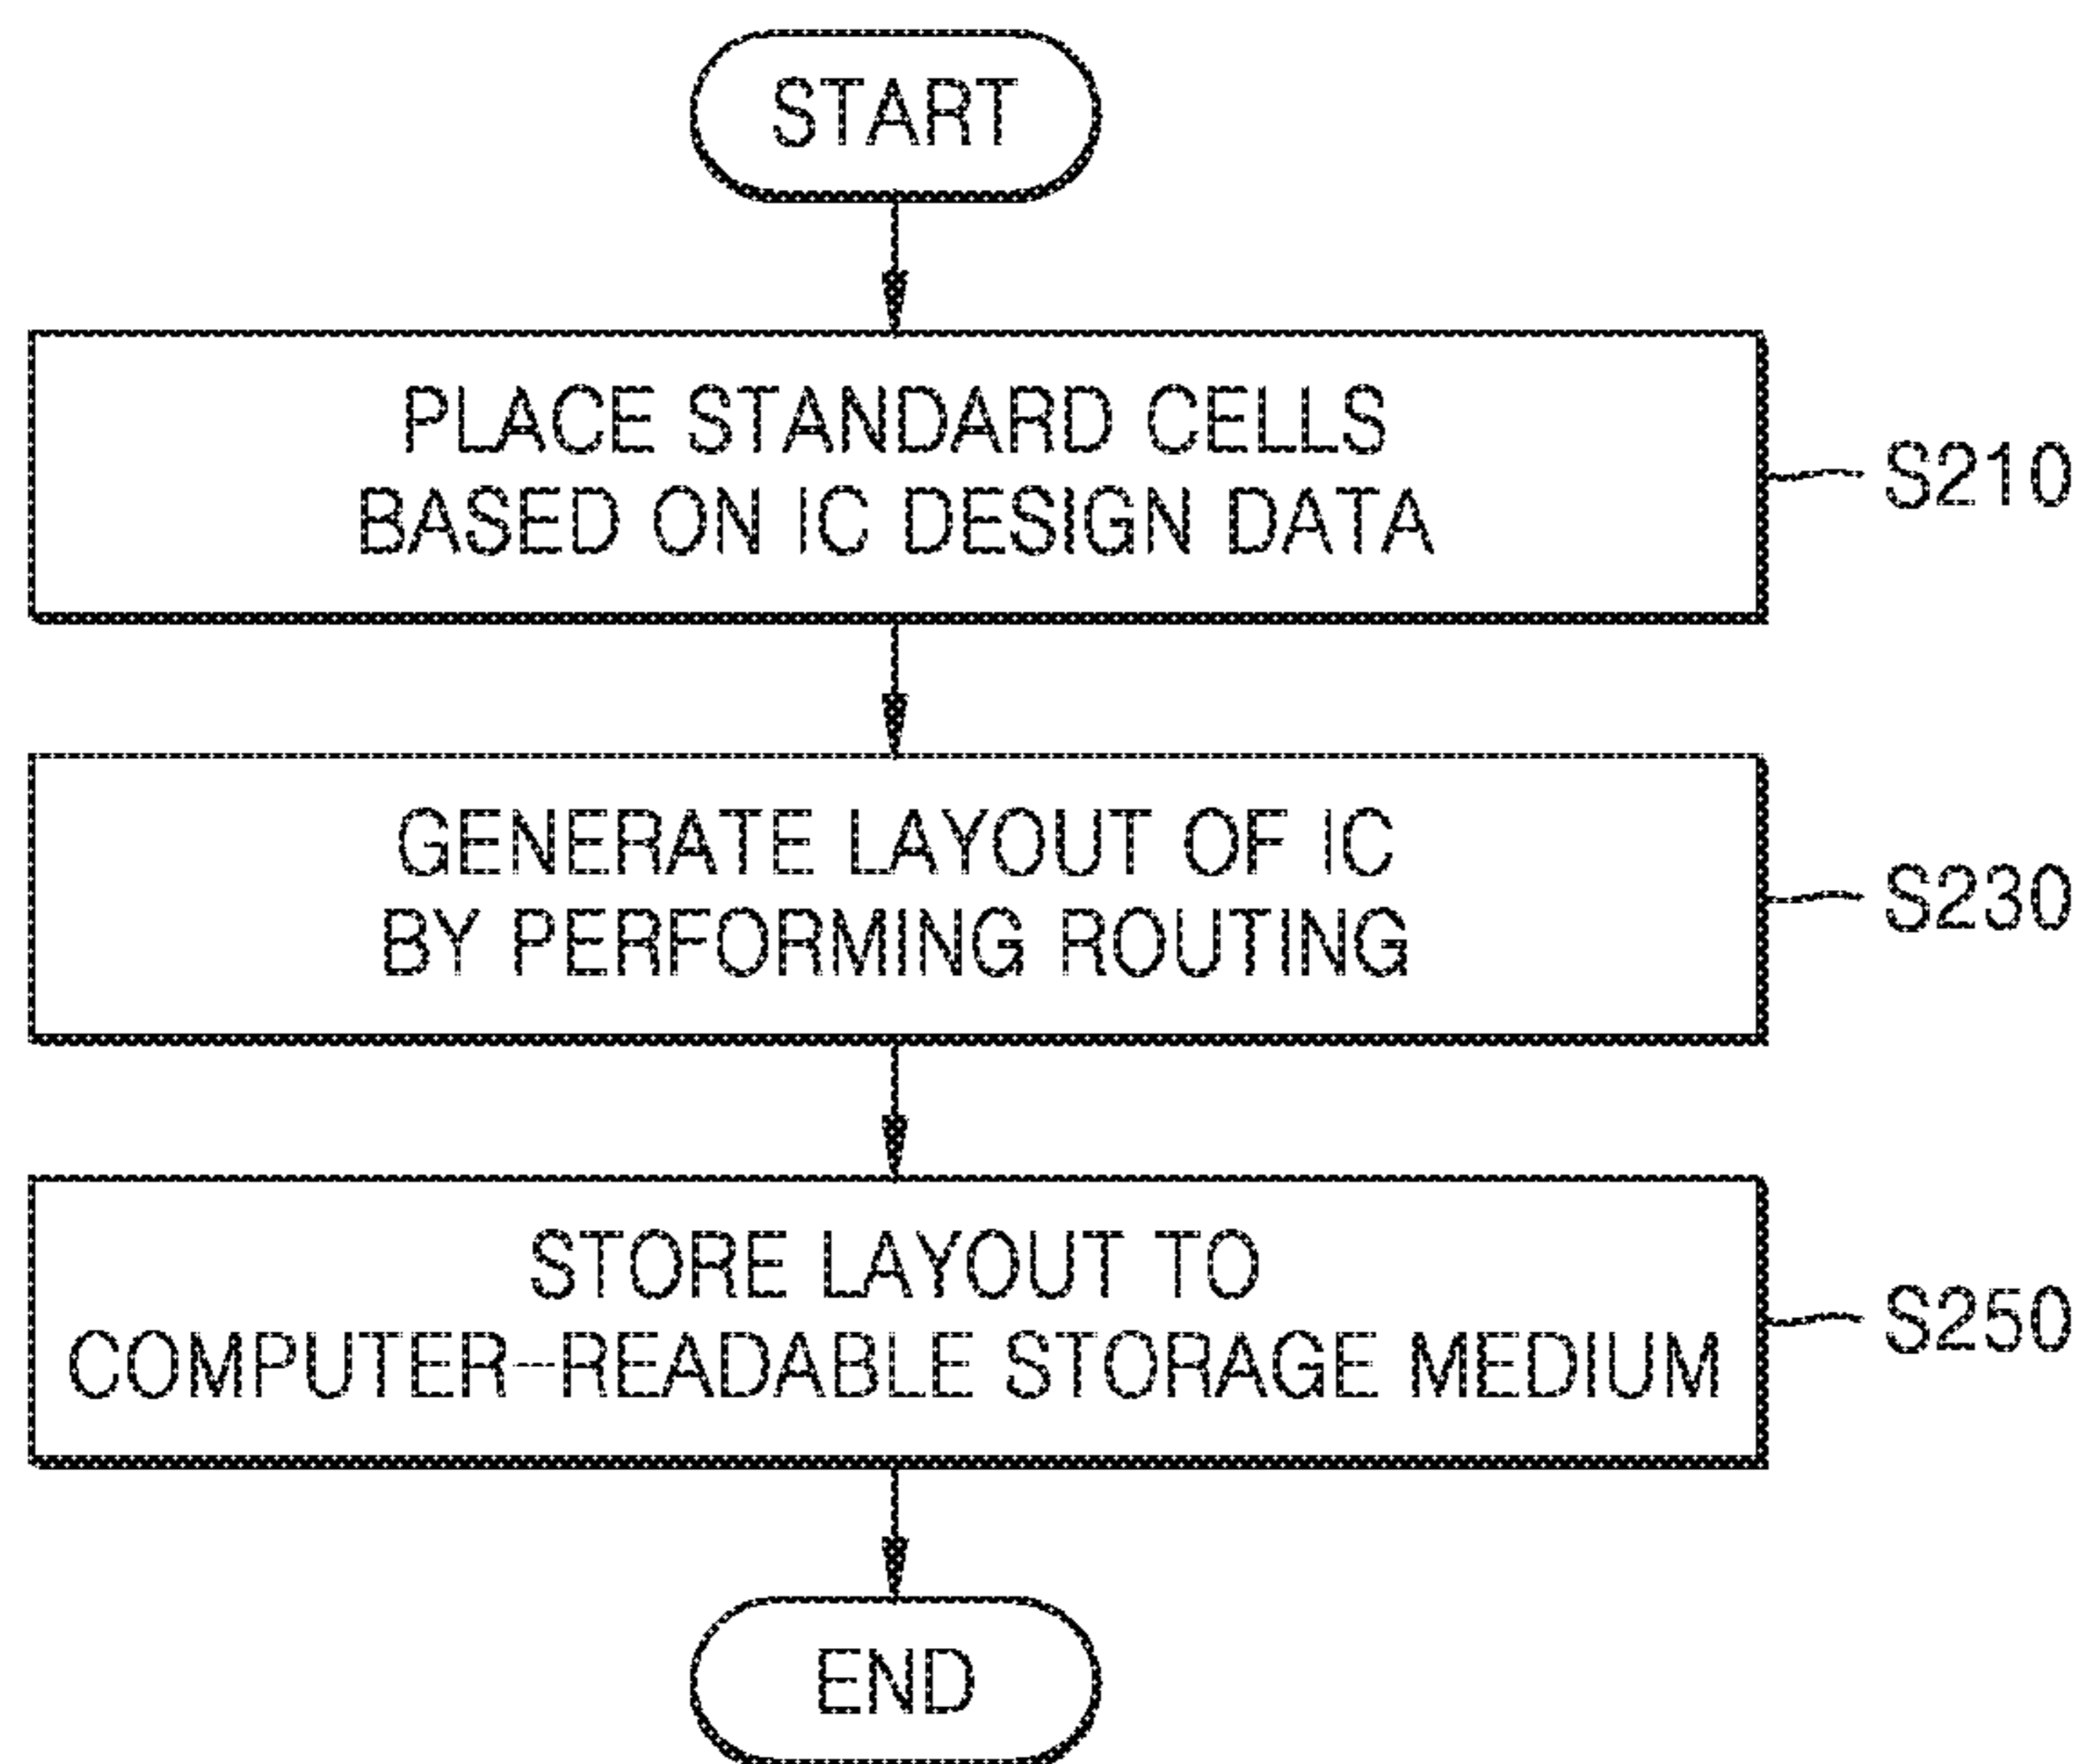 START
PLACE STANDARD CELLS
BASED ON IC DESIGN DATA
S210
GENERATE LAYOUT OF IC
BY PERFORMING ROUTING
S230
STORE LAYOUT TO
COMPUTER-READABLE STORAGE MEDIUM
S250
END